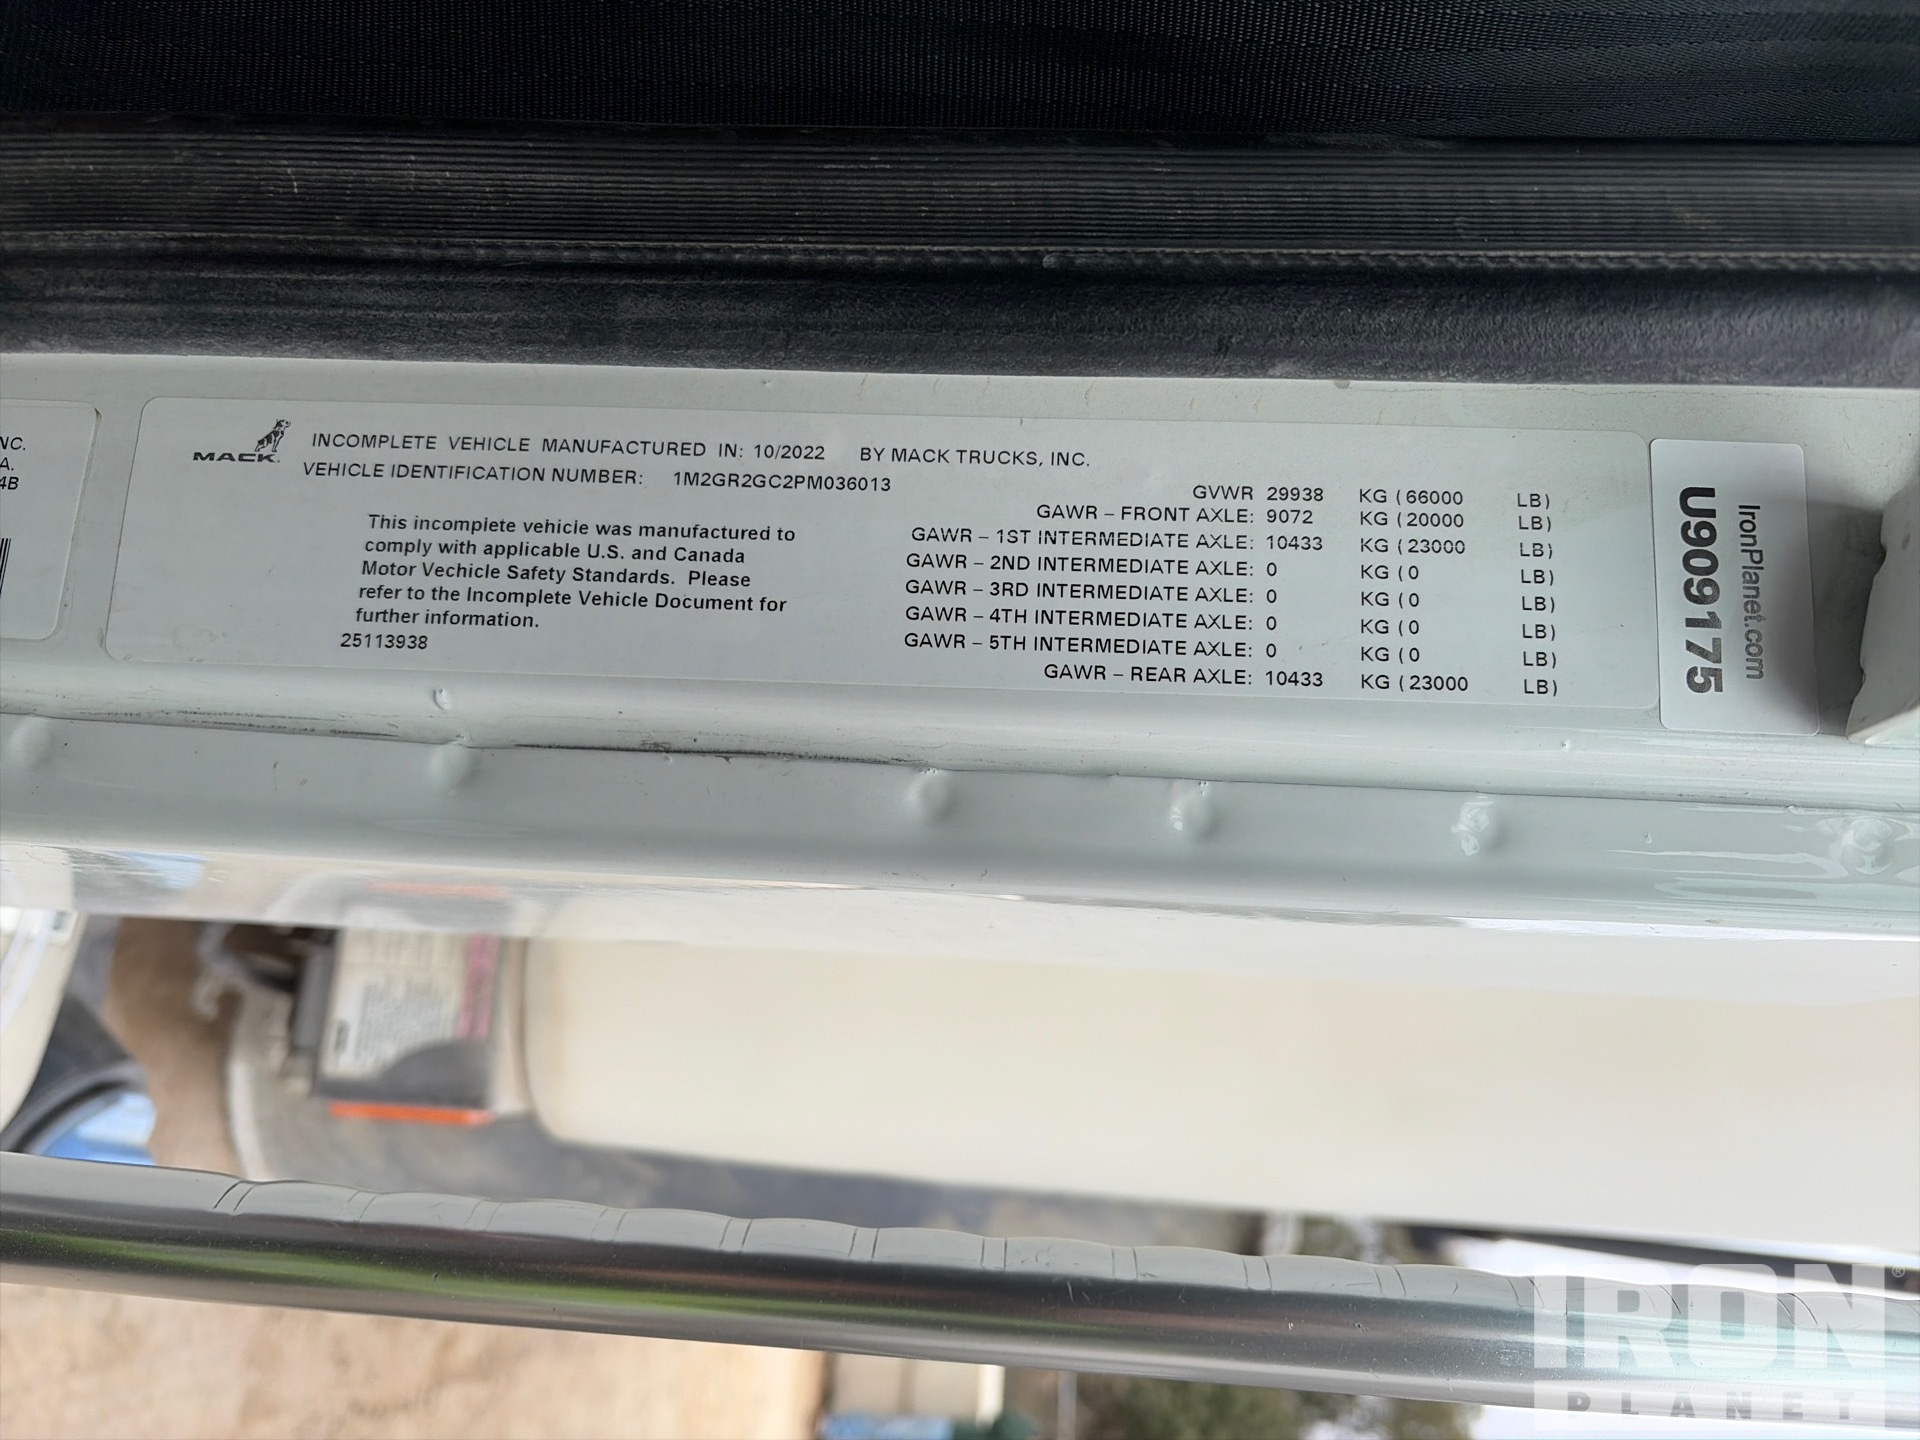 NC.
A.
4B
MACK
INCOMPLETE VEHICLE MANUFACTURED IN: 10/2022 BY MACK TRUCKS, INC.
VEHICLE IDENTIFICATION NUMBER: 1M2GR2GC2PM036013
This incomplete vehicle was manufactured to
comply with applicable U.S. and Canada
Motor Vechicle Safety Standards. Please
refer to the Incomplete Vehicle Document for
further information.
25113938
GVWR 29938 KG ( 66000 LB)
GAWR – FRONT AXLE: 9072 KG ( 20000 LB)
GAWR – 1ST INTERMEDIATE AXLE: 10433 KG ( 23000 LB)
GAWR – 2ND INTERMEDIATE AXLE: 0 KG ( 0 LB)
GAWR – 3RD INTERMEDIATE AXLE: 0 KG ( 0 LB)
GAWR – 4TH INTERMEDIATE AXLE: 0 KG ( 0 LB)
GAWR – 5TH INTERMEDIATE AXLE: 0 KG ( 0 LB)
GAWR – REAR AXLE: 10433 KG ( 23000 LB)
IronPlanet.com
U909175
IRON®
PLANET